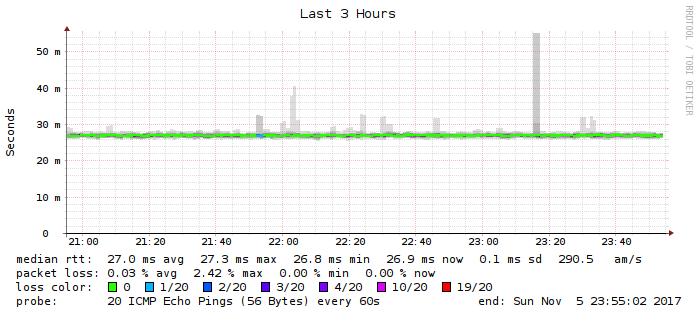 Last 3 Hours
RRDTOOL / TOBI OETIKER
Seconds
50 m
40 m
30 m
20 m
10 m
0
21:00 21:20 21:40 22:00 22:20 22:40 23:00 23:20 23:40
median rtt: 27.0 ms avg 27.3 ms max 26.8 ms min 26.9 ms now 0.1 ms sd 290.5 am/s
packet loss: 0.03 % avg 2.42 % max 0.00 % min 0.00 % now
loss color: 0 1/20 2/20 3/20 4/20 10/20 19/20
probe: 20 ICMP Echo Pings (56 Bytes) every 60s end: Sun Nov 5 23:55:02 2017